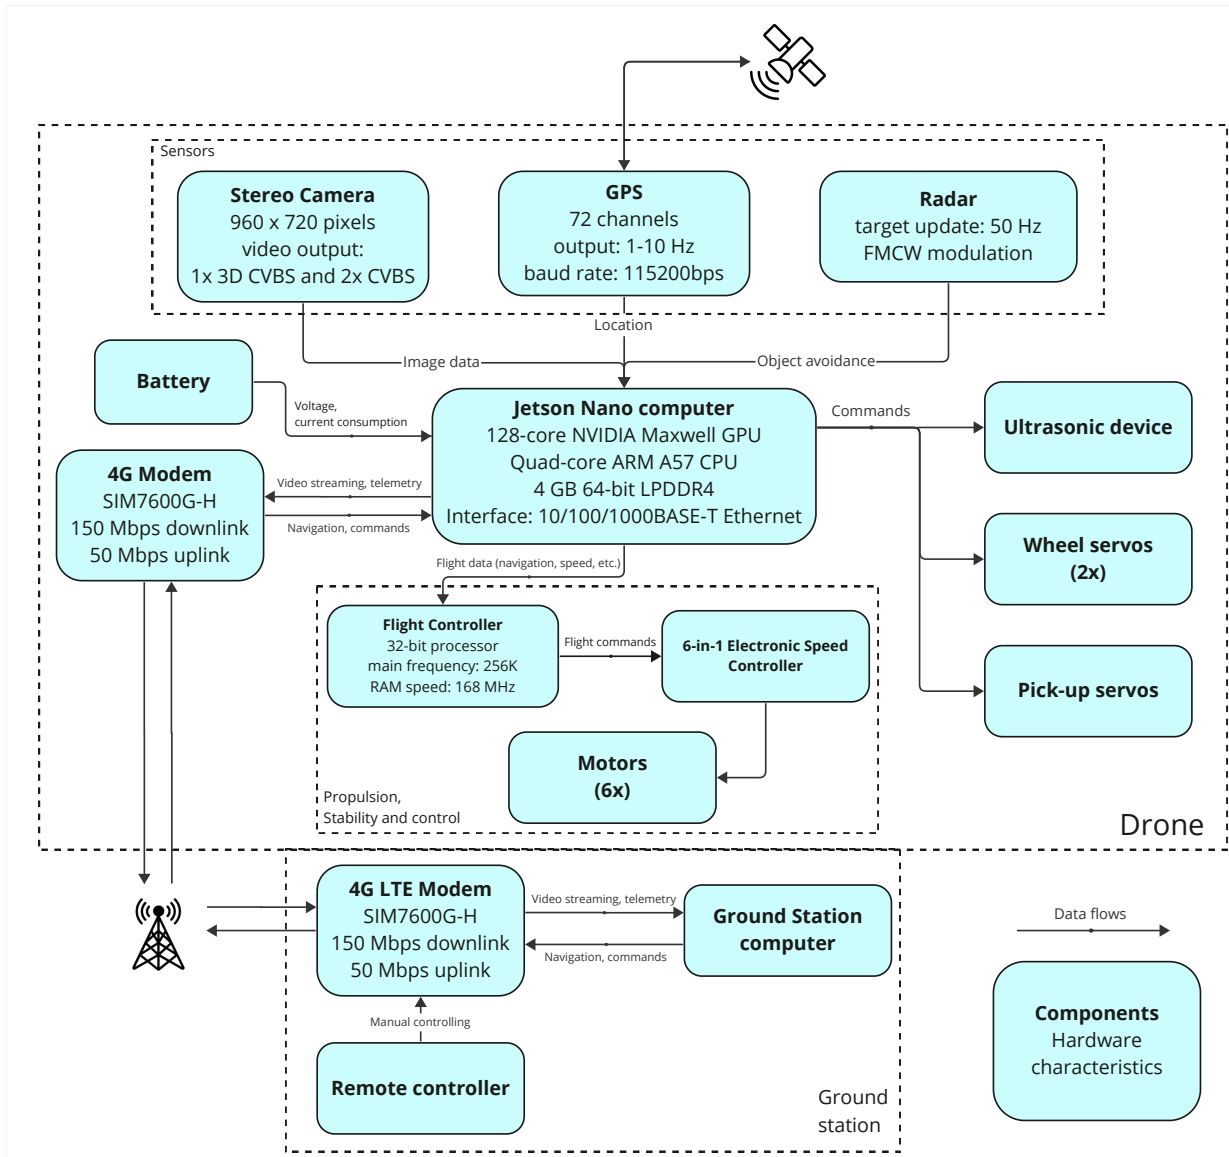 Sensors
Stereo Camera
960 x 720 pixels
video output:
1x 3D CVBS and 2x CVBS
GPS
72 channels
output: 1-10 Hz
baud rate: 115200bps
Radar
target update: 50 Hz
FMCW modulation
Location
Image data
Object avoidance
Battery
Voltage,
current consumption
Jetson Nano computer
128-core NVIDIA Maxwell GPU
Quad-core ARM A57 CPU
4 GB 64-bit LPDDR4
Interface: 10/100/1000BASE-T Ethernet
Commands
Ultrasonic device
4G Modem
SIM7600G-H
150 Mbps downlink
50 Mbps uplink
Video streaming, telemetry
Navigation, commands
Wheel servos
(2x)
Flight data (navigation, speed, etc.)
Flight Controller
32-bit processor
main frequency: 256K
RAM speed: 168 MHz
Flight commands
6-in-1 Electronic Speed
Controller
Pick-up servos
Motors
(6x)
Propulsion,
Stability and control
Drone
4G LTE Modem
SIM7600G-H
150 Mbps downlink
50 Mbps uplink
Video streaming, telemetry
Navigation, commands
Ground Station
computer
Data flows
Manual controlling
Remote controller
Ground
station
Components
Hardware
characteristics